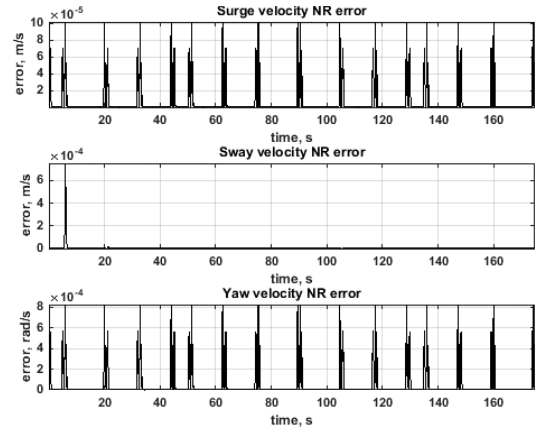 Surge velocity NR error
×10⁻⁵
10
8
6
4
2
error, m/s
20 40 60 80 100 120 140 160
time, s
Sway velocity NR error
×10⁻⁴
6
4
2
0
error, m/s
20 40 60 80 100 120 140 160
time, s
Yaw velocity NR error
×10⁻⁴
8
6
4
2
0
error, rad/s
20 40 60 80 100 120 140 160
time, s